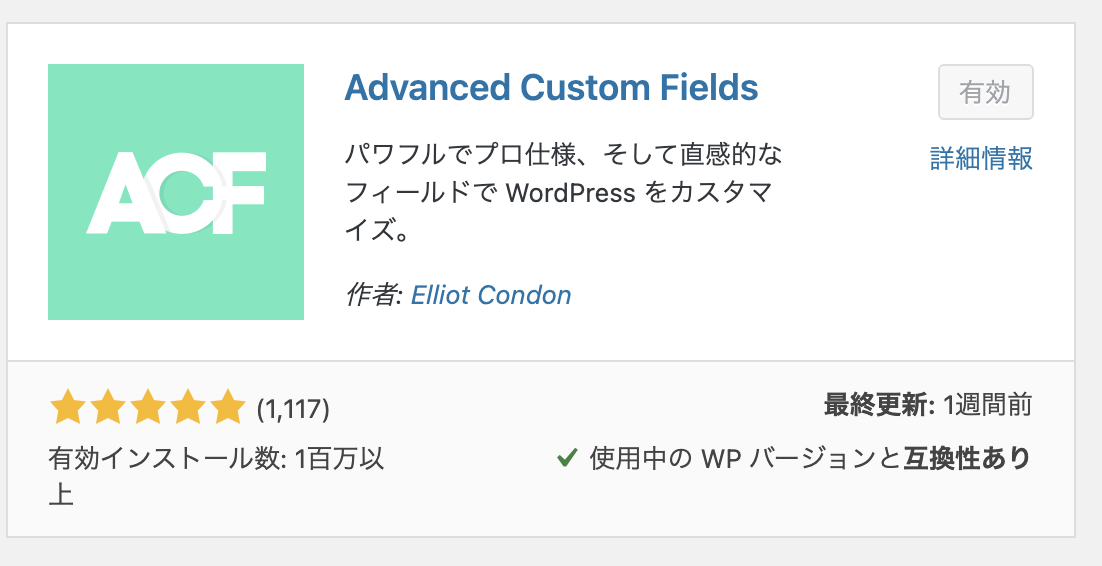 ACF
Advanced Custom Fields
有効
詳細情報
パワフルでプロ仕様、そして直感的な
フィールドで WordPress をカスタマ
イズ。
作者: Elliot Condon
(1,117)
最終更新: 1週間前
有効インストール数: 1百万以
上
使用中の WP バージョンと互換性あり